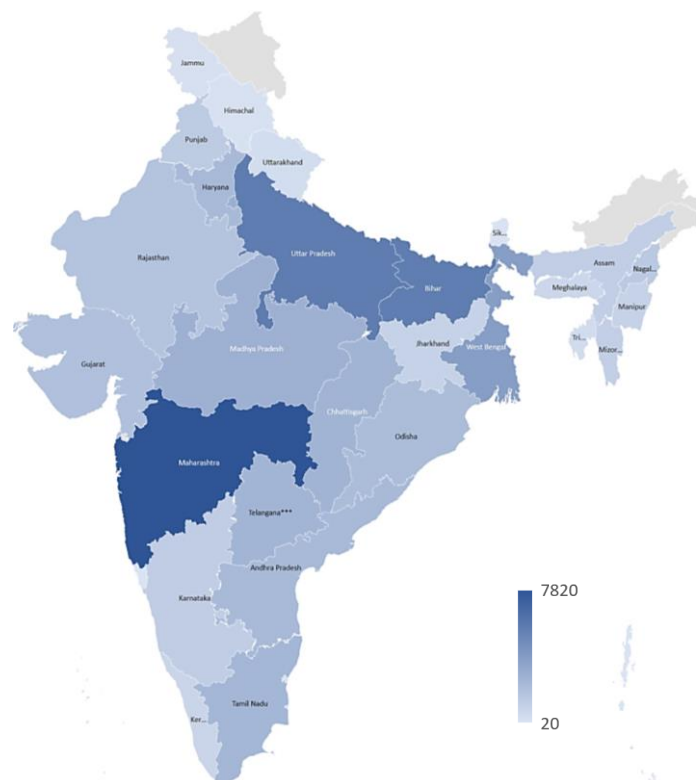 Jammu
Himachal
Punjab
Uttarakhand
Haryana
Sik...
Rajasthan
Uttar Pradesh
Assam
Nagal...
Bihar
Meghalaya
Manipur
Tri...
Jharkhand
West Bengal
Madhya Pradesh
Mizor...
Gujarat
Chhattisgarh
Odisha
Maharashtra
Telangana***
Andhra Pradesh
7820
Karnataka
Tamil Nadu
Ker...
20